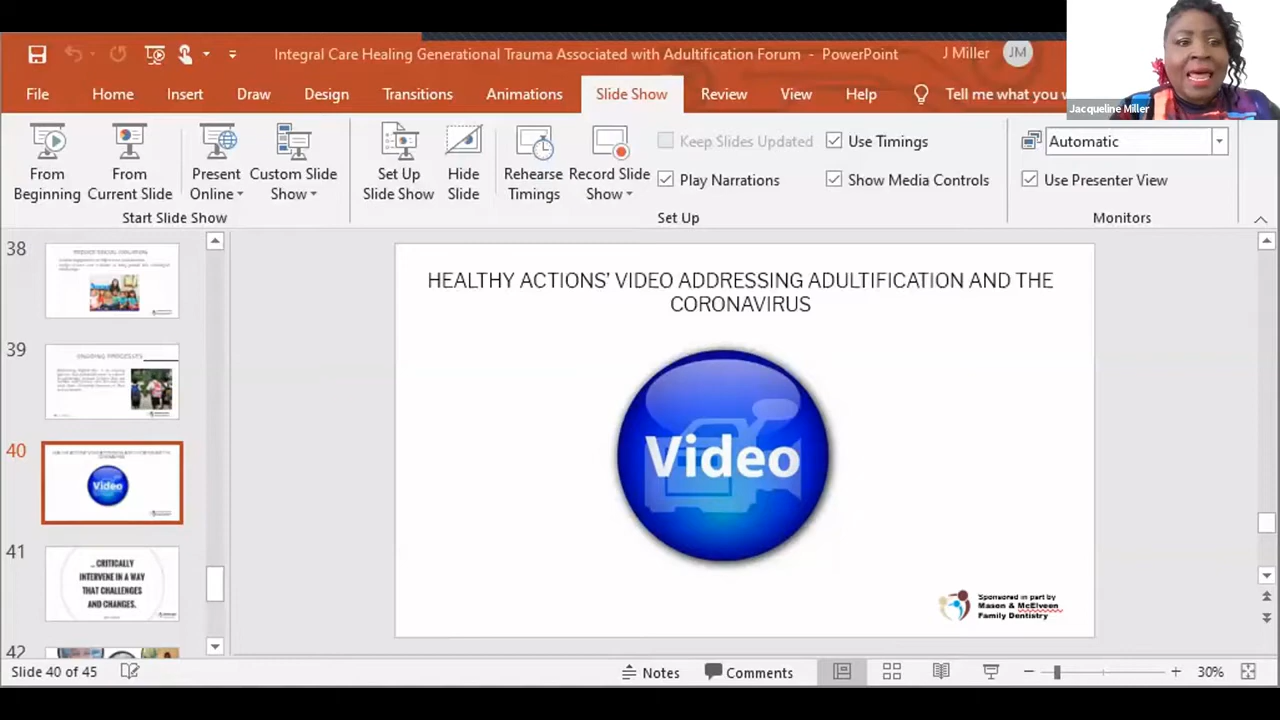 Integral Care Healing Generational Trauma Associated with Adultification Forum - PowerPoint
J Miller
JM
Jacqueline Miller
File Home Insert Draw Design Transitions Animations Slide Show Review View Help Tell me what you w
From Beginning
From Current Slide
Present Online
Custom Slide Show
Start Slide Show
Set Up Slide Show
Hide Slide
Rehearse Timings
Record Slide Show
Keep Slides Updated
Play Narrations
Use Timings
Show Media Controls
Set Up
Automatic
Use Presenter View
Monitors
38
39
ONGOING PROCESSES
40
Video
41
... CRITICALLY
INTERVENE IN A WAY
THAT CHALLENGES
AND CHANGES.
42
HEALTHY ACTIONS' VIDEO ADDRESSING ADULTIFICATION AND THE
CORONAVIRUS
Video
Sponsored in part by
Mason & McElveen
Family Dentistry
Slide 40 of 45
Notes
Comments
30%